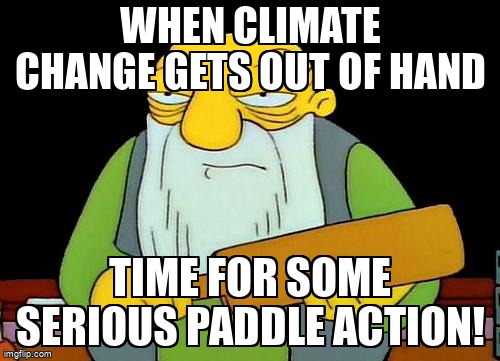 WHEN CLIMATE
CHANGE GETS OUT OF HAND
TIME FOR SOME
SERIOUS PADDLE ACTION!
imgflip.com